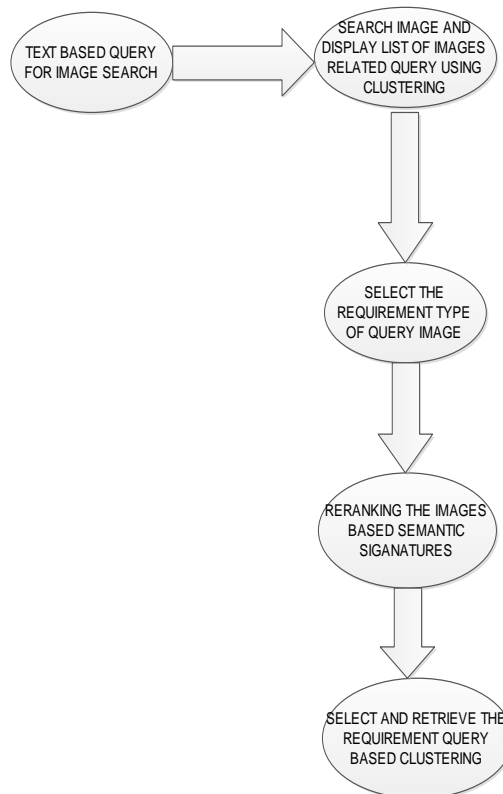 TEXT BASED QUERY
FOR IMAGE SEARCH
SEARCH IMAGE AND
DISPLAY LIST OF IMAGES
RELATED QUERY USING
CLUSTERING
SELECT THE
REQUIREMENT TYPE
OF QUERY IMAGE
RERANKING THE IMAGES
BASED SEMANTIC
SIGANATURES
SELECT AND RETRIEVE THE
REQUIREMENT QUERY
BASED CLUSTERING